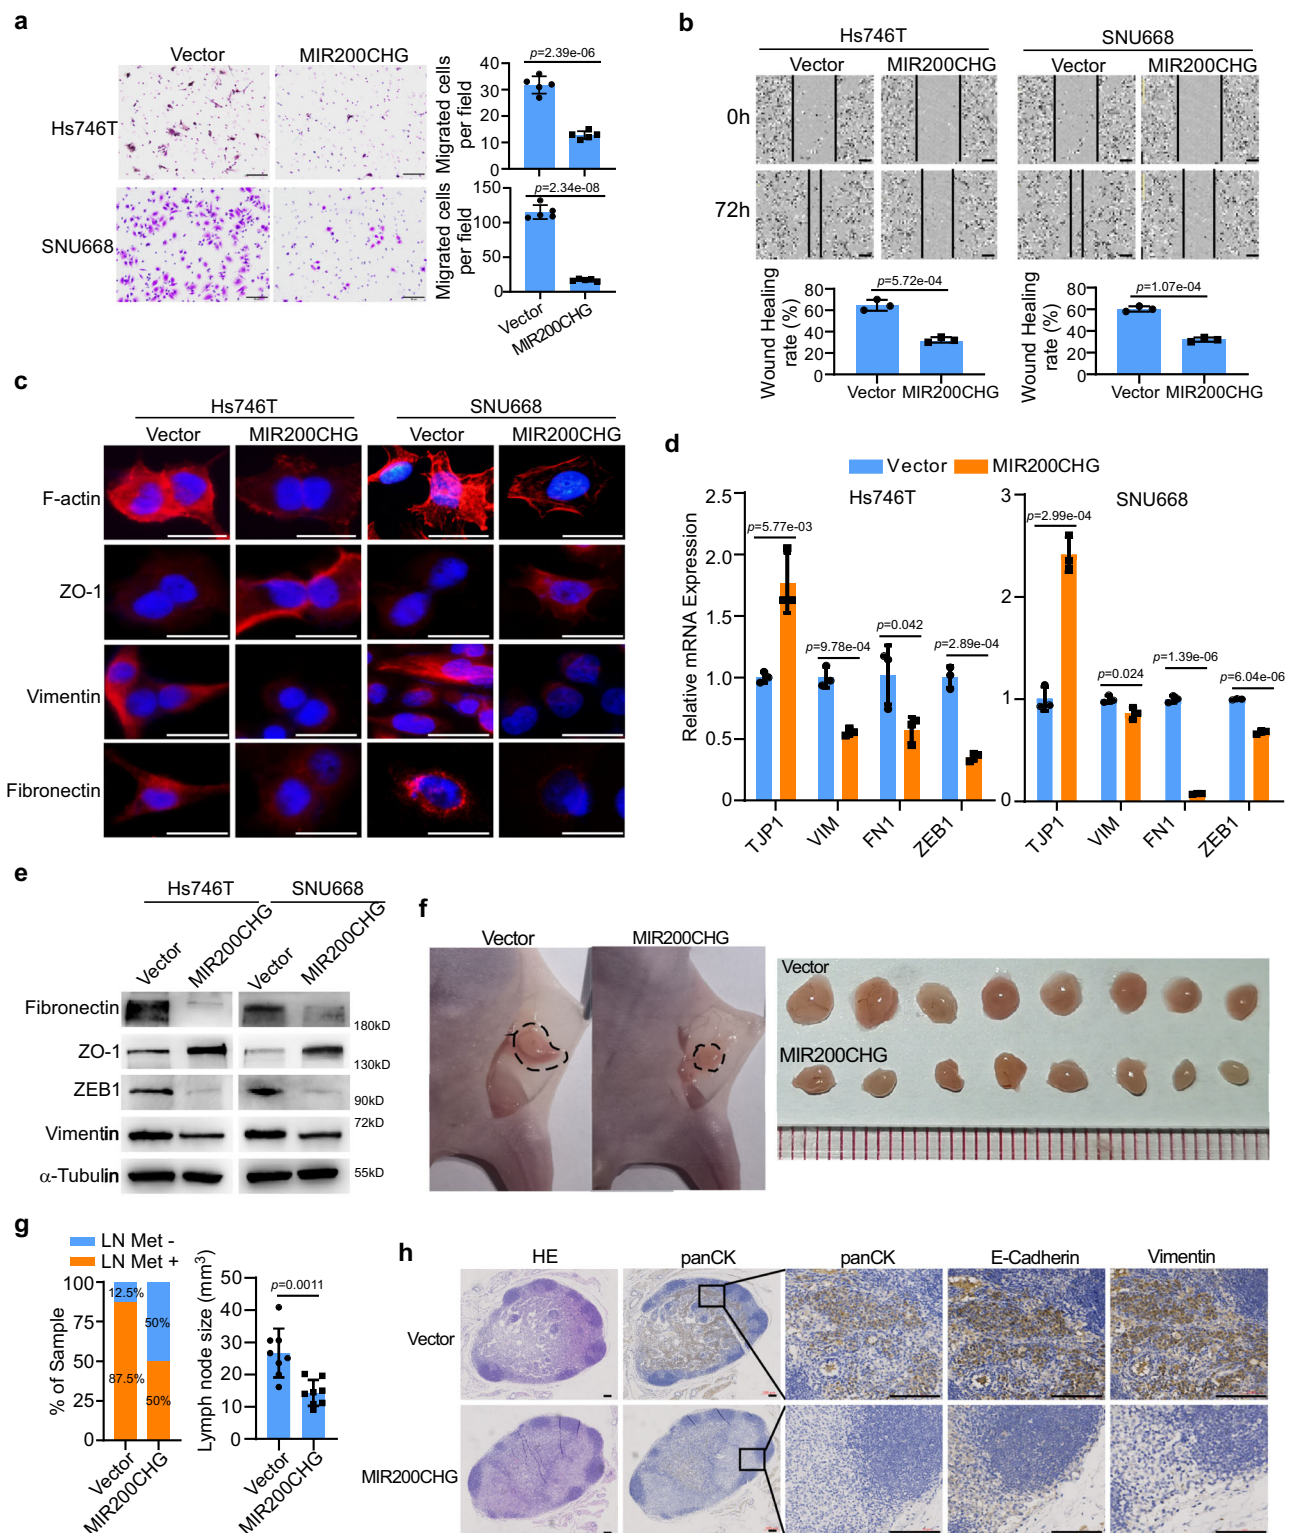 a
Vector MIR200CHG
Hs746T
SNU668
Migrated cells per field
40
30
20
10
0
p=2.39e-06
Migrated cells per field
150
100
50
0
p=2.34e-08
Vector
MIR200CHG
b
Hs746T SNU668
Vector MIR200CHG Vector MIR200CHG
0h
72h
Wound Healing rate (%)
80
60
40
20
0
p=5.72e-04
Vector MIR200CHG
Wound Healing rate (%)
80
60
40
20
0
p=1.07e-04
Vector MIR200CHG
c
Hs746T SNU668
Vector MIR200CHG Vector MIR200CHG
F-actin
ZO-1
Vimentin
Fibronectin
d
Vector MIR200CHG
Relative mRNA Expression
Hs746T
2.5
2.0
1.5
1.0
0.5
0
p=5.77e-03
p=9.78e-04
p=0.042
p=2.89e-04
TJP1 VIM FN1 ZEB1
SNU668
3
2
1
0
p=2.99e-04
p=0.024
p=1.39e-06
p=6.04e-06
TJP1 VIM FN1 ZEB1
e
Hs746T SNU668
Vector MIR200CHG Vector MIR200CHG
Fibronectin
180kD
ZO-1
130kD
ZEB1
90kD
72kD
Vimentin
α-Tubulin 55kD
f
Vector MIR200CHG
Vector
MIR200CHG
g
LN Met -
LN Met +
% of Sample
100
75
50
25
0
12.5%
87.5%
50%
50%
Vector
MIR200CHG
Lymph node size (mm3)
50
40
30
20
10
0
p=0.0011
Vector
MIR200CHG
h
HE panCK panCK E-Cadherin Vimentin
Vector
MIR200CHG